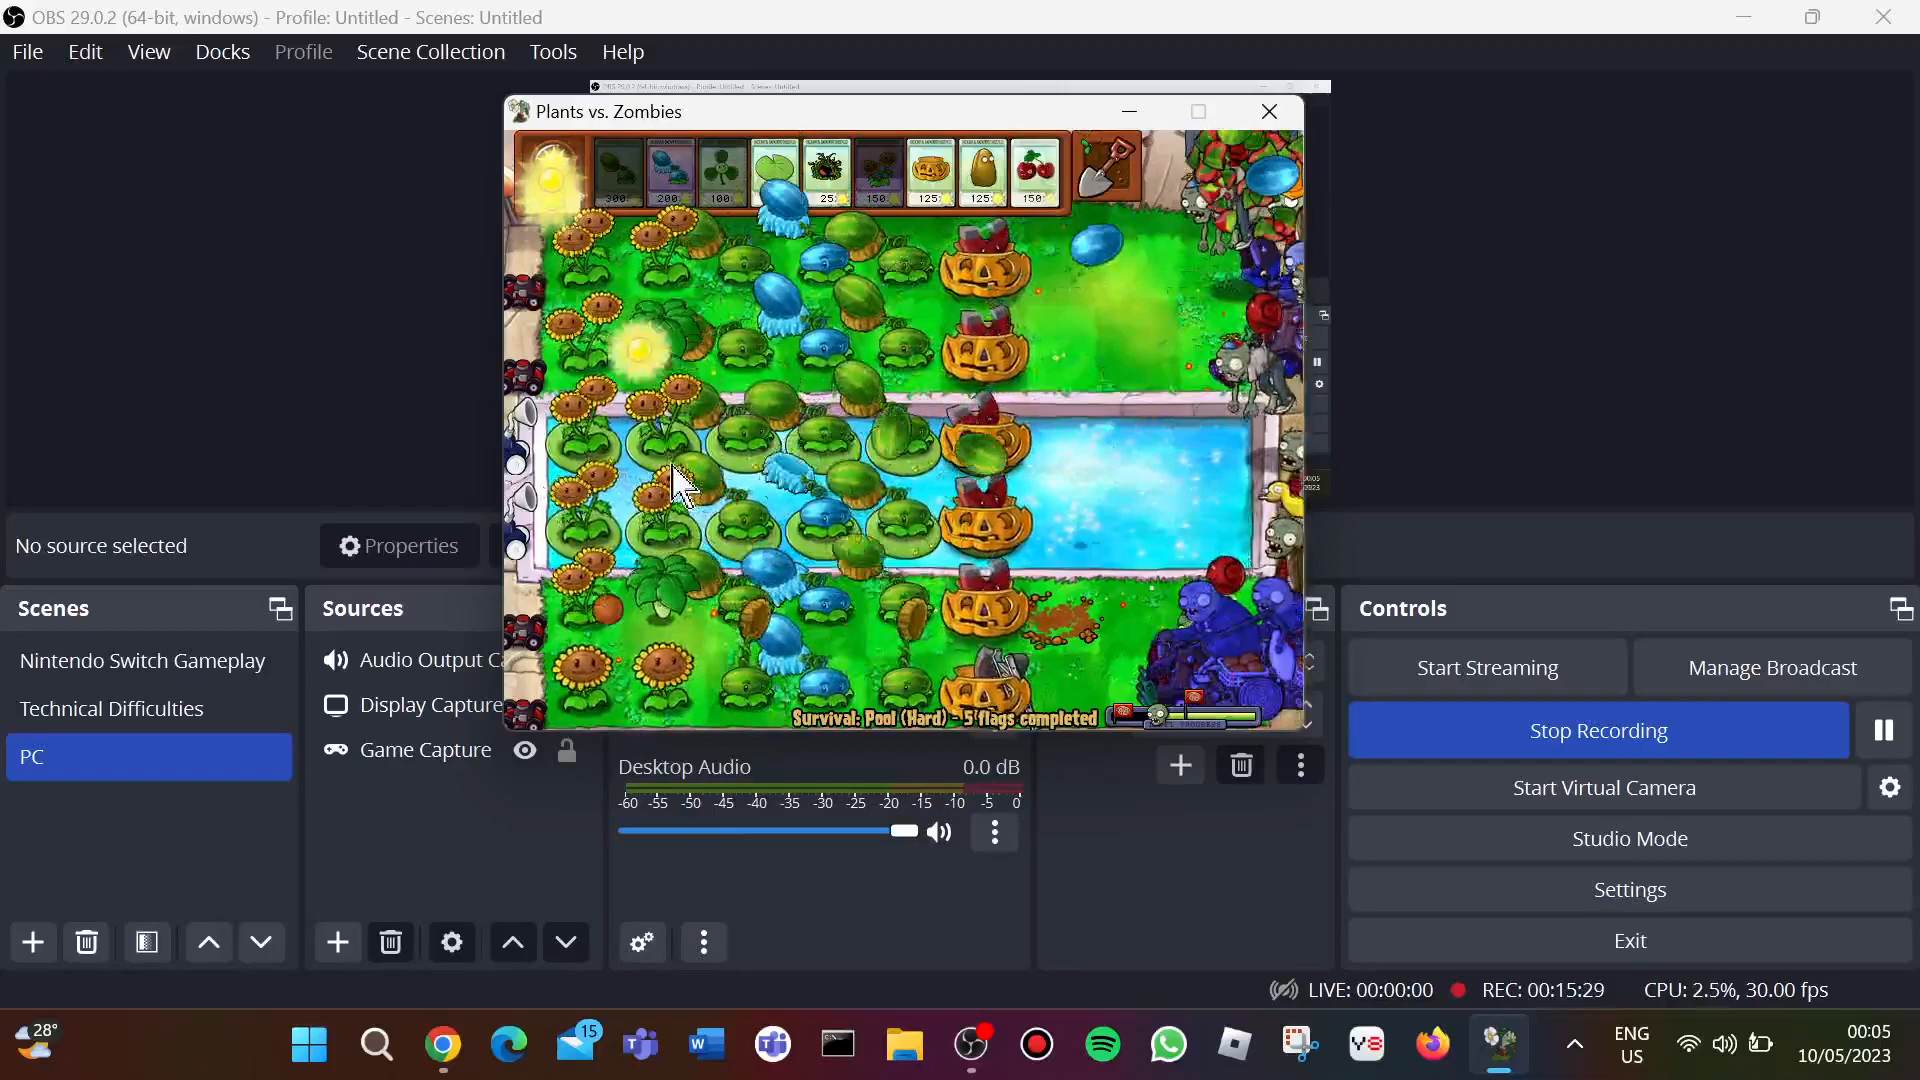 OBS 29.0.2 (64-bit, windows) - Profile: Untitled - Scenes: Untitled
File Edit View Docks Profile Scene Collection Tools Help
Plants vs. Zombies
300 200 100 25 150 125 125 150
Survival: Pool (Hard) - 5 flags completed
No source selected
Properties
Scenes
Sources
Controls
Nintendo Switch Gameplay
Technical Difficulties
PC
Audio Output Ca
Display Capture
Game Capture
Desktop Audio 0.0 dB
-60 -55 -50 -45 -40 -35 -30 -25 -20 -15 -10 -5 0
Start Streaming
Manage Broadcast
Stop Recording
Start Virtual Camera
Studio Mode
Settings
Exit
LIVE: 00:00:00 REC: 00:15:29 CPU: 2.5%, 30.00 fps
28°
15
ENG
US
00:05
10/05/2023